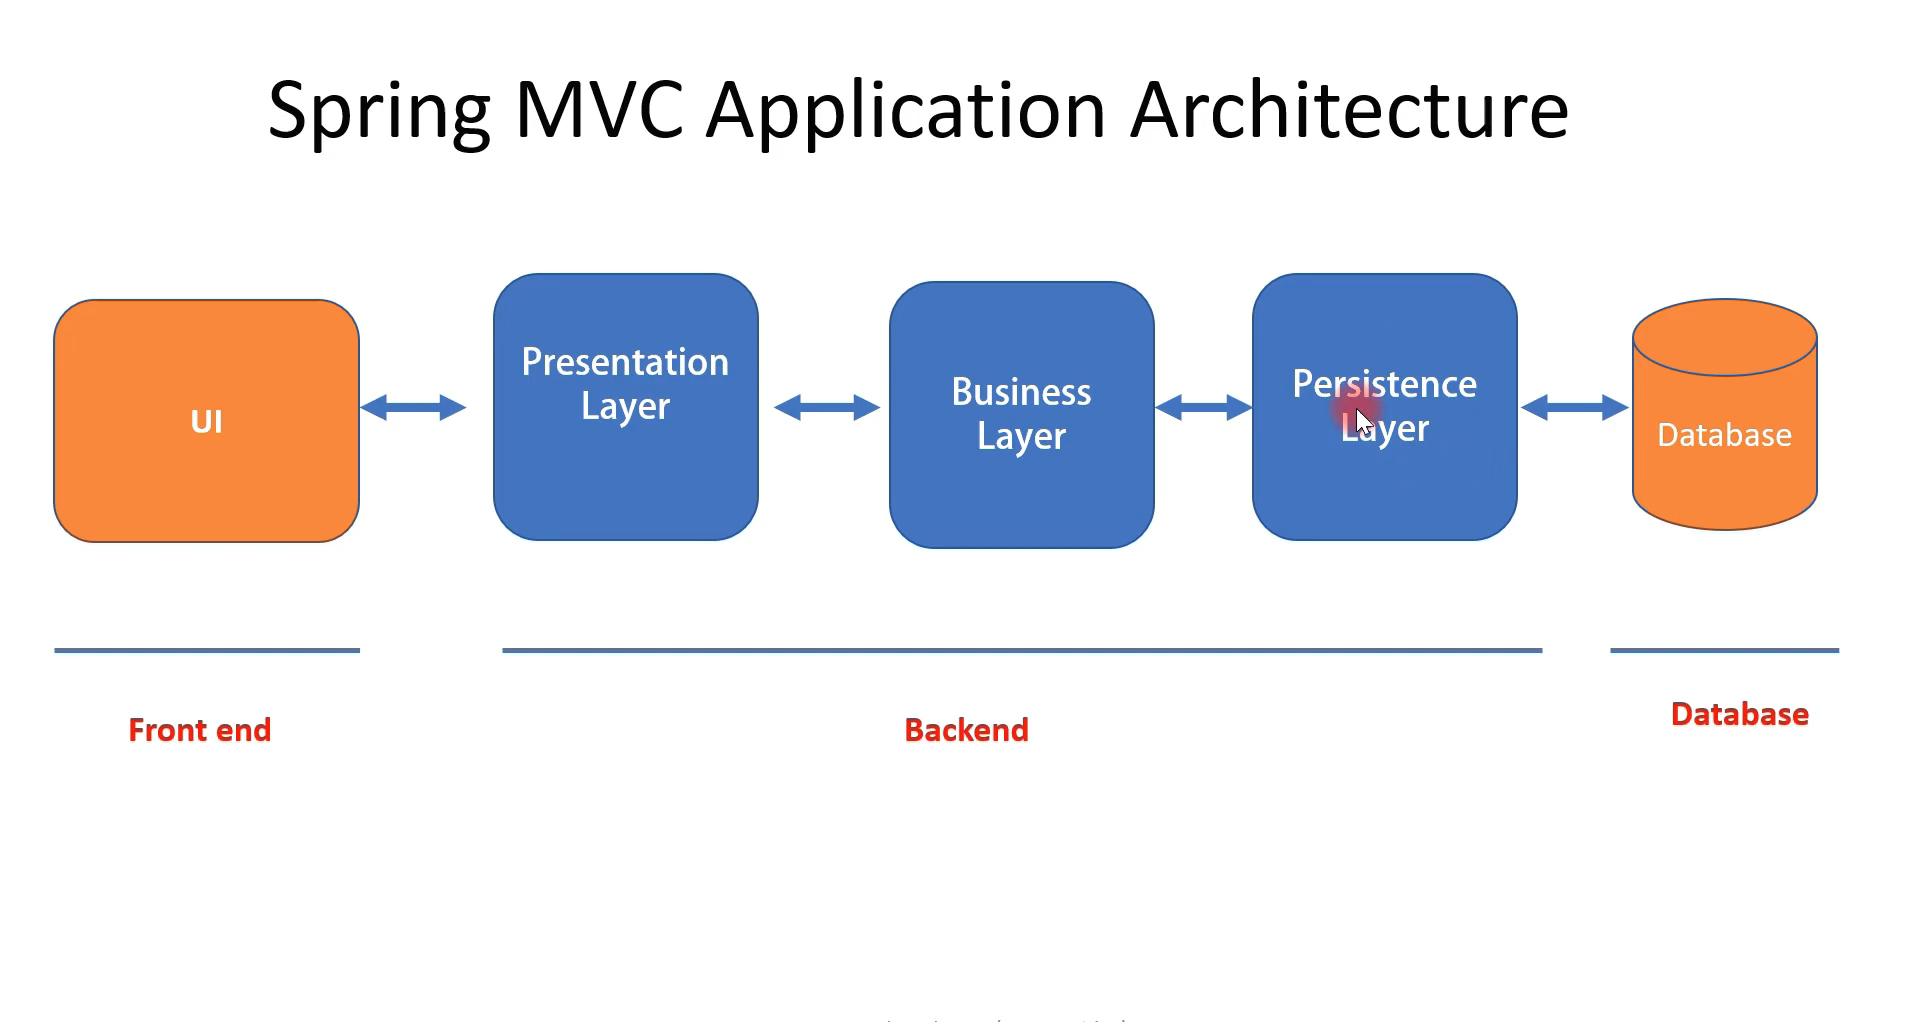 Spring MVC Application Architecture
UI
Presentation
Layer
Business
Layer
Persistence
Layer
Database
Front end
Backend
Database